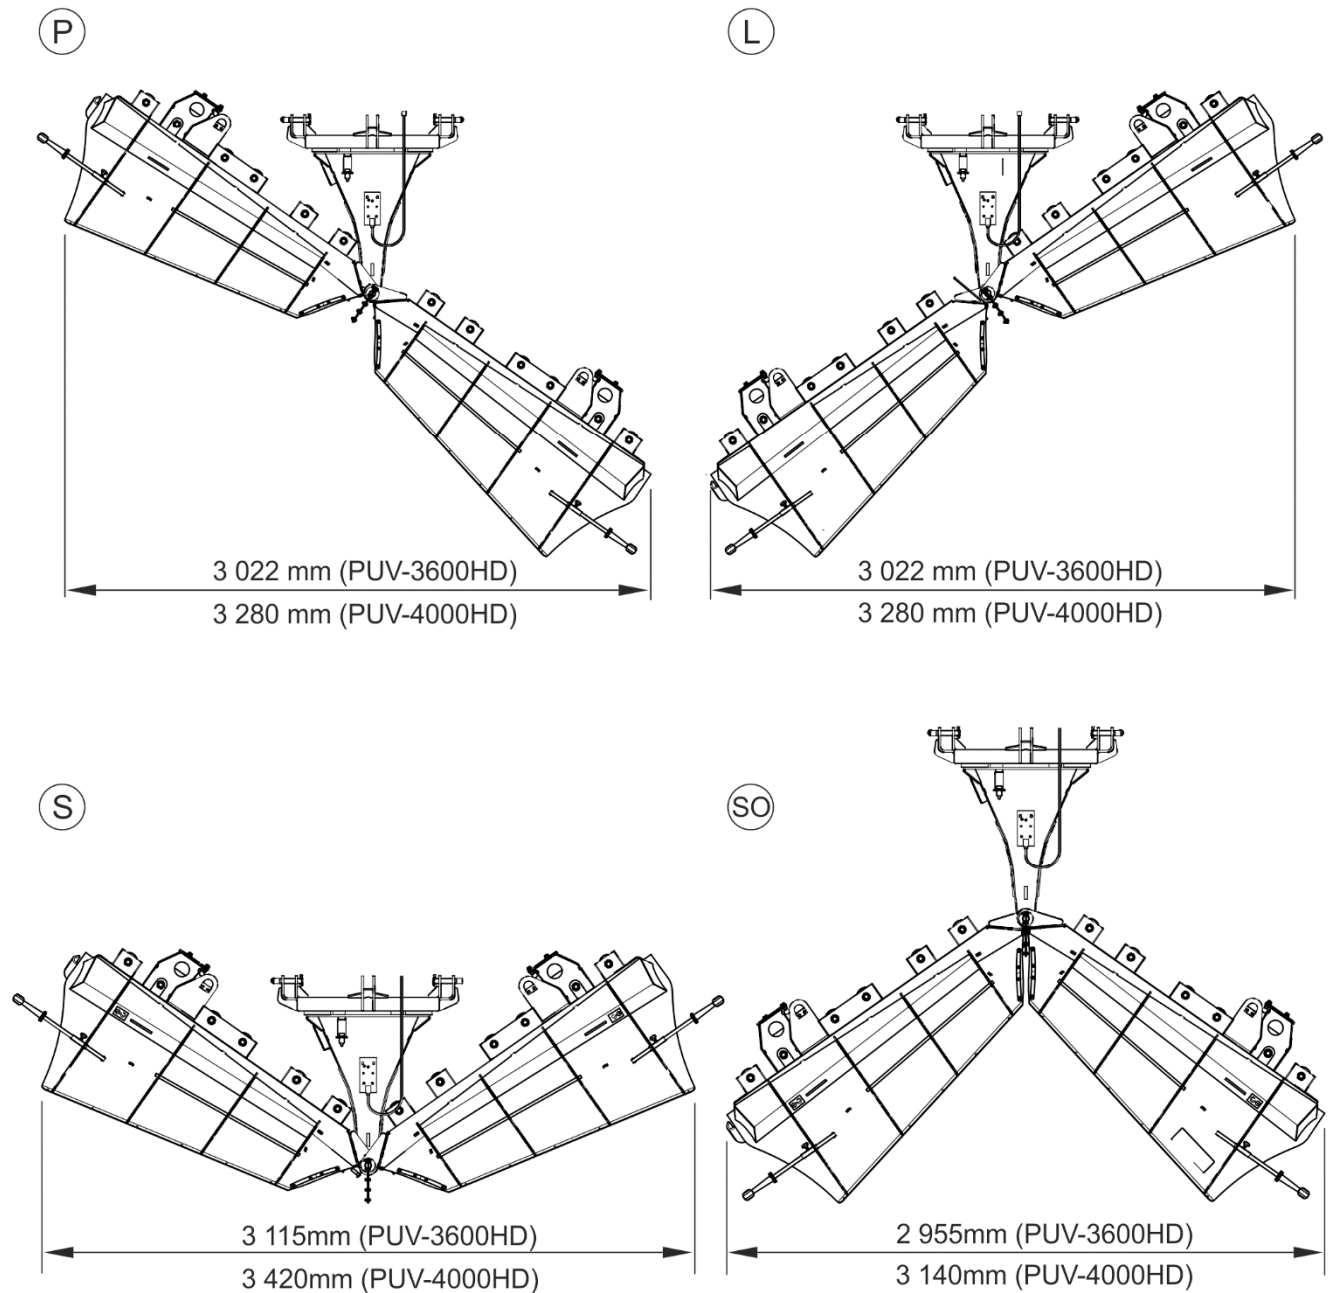 P
L
3 022 mm (PUV-3600HD)
3 280 mm (PUV-4000HD)
3 022 mm (PUV-3600HD)
3 280 mm (PUV-4000HD)
S
SO
3 115mm (PUV-3600HD)
3 420mm (PUV-4000HD)
2 955mm (PUV-3600HD)
3 140mm (PUV-4000HD)